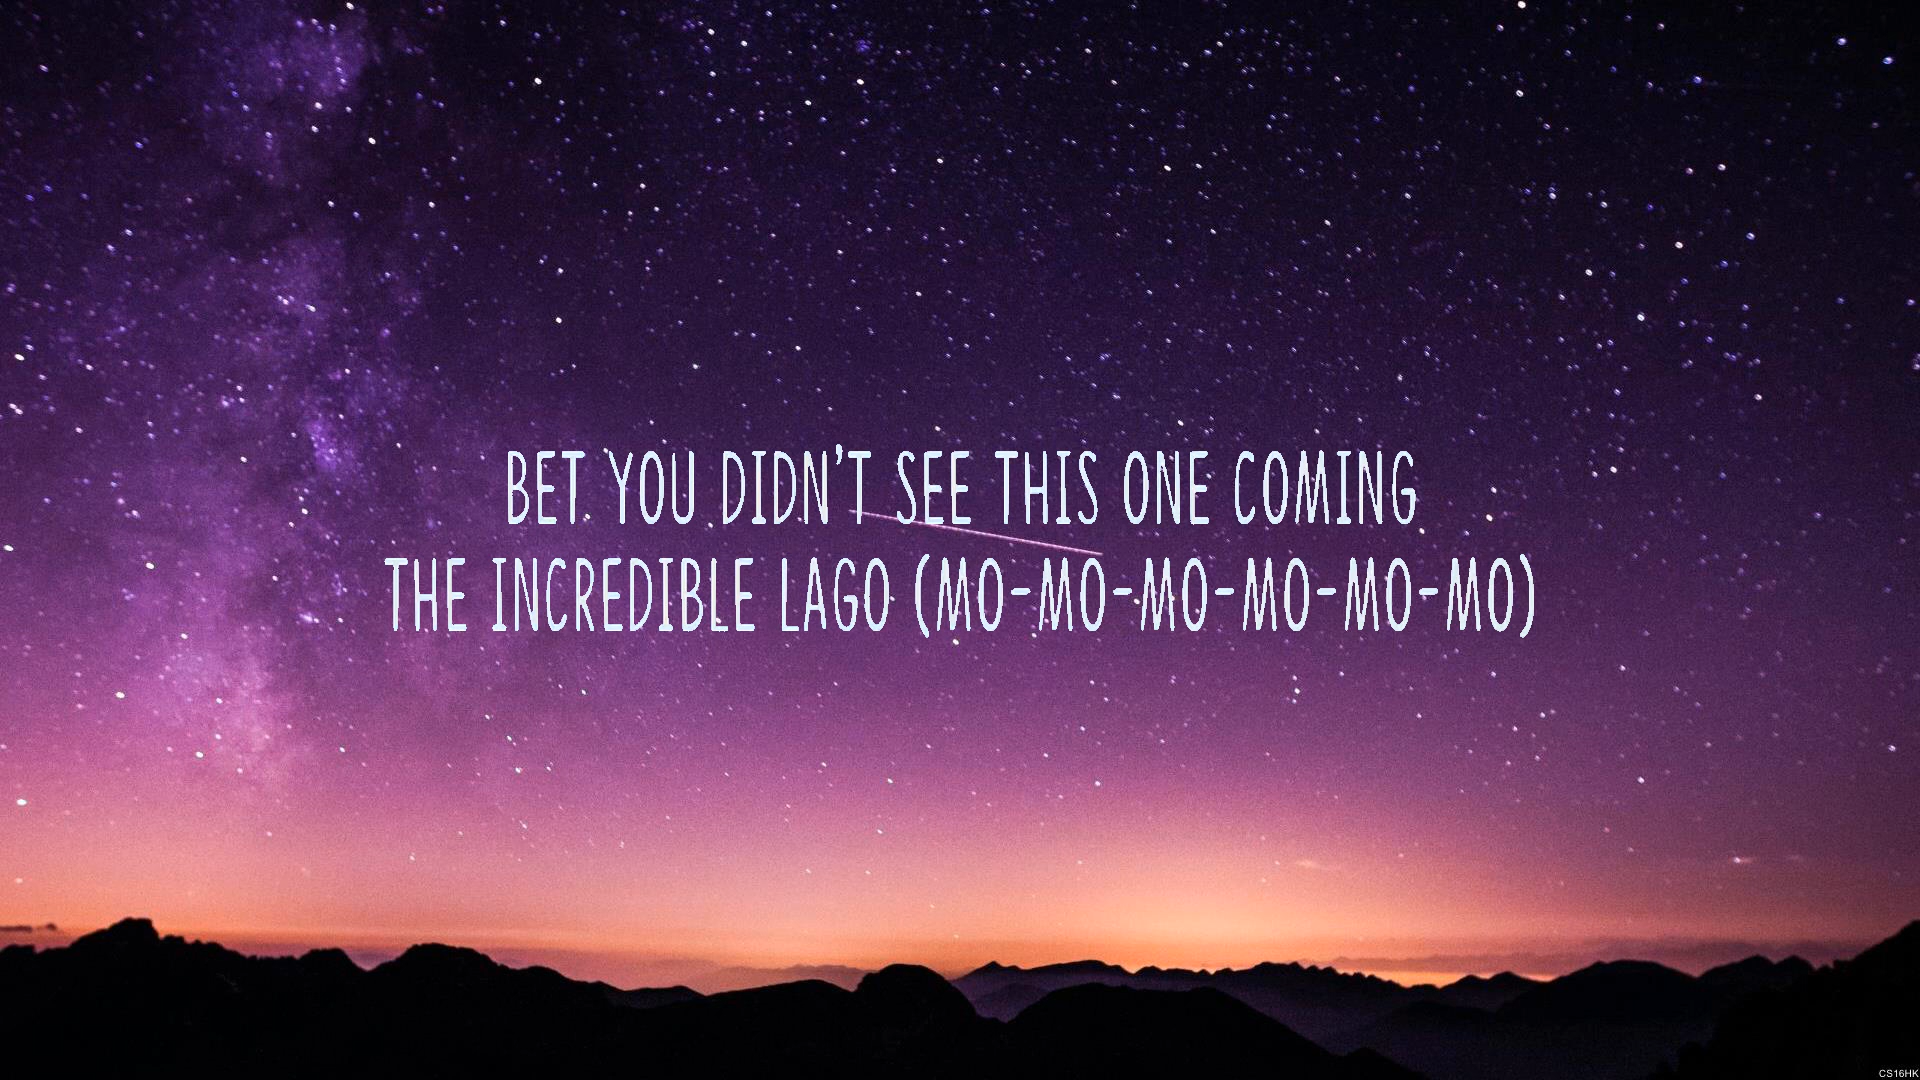 BET YOU DIDN'T SEE THIS ONE COMING
THE INCREDIBLE LAGO (MO-MO-MO-MO-MO-MO)
CS16HK